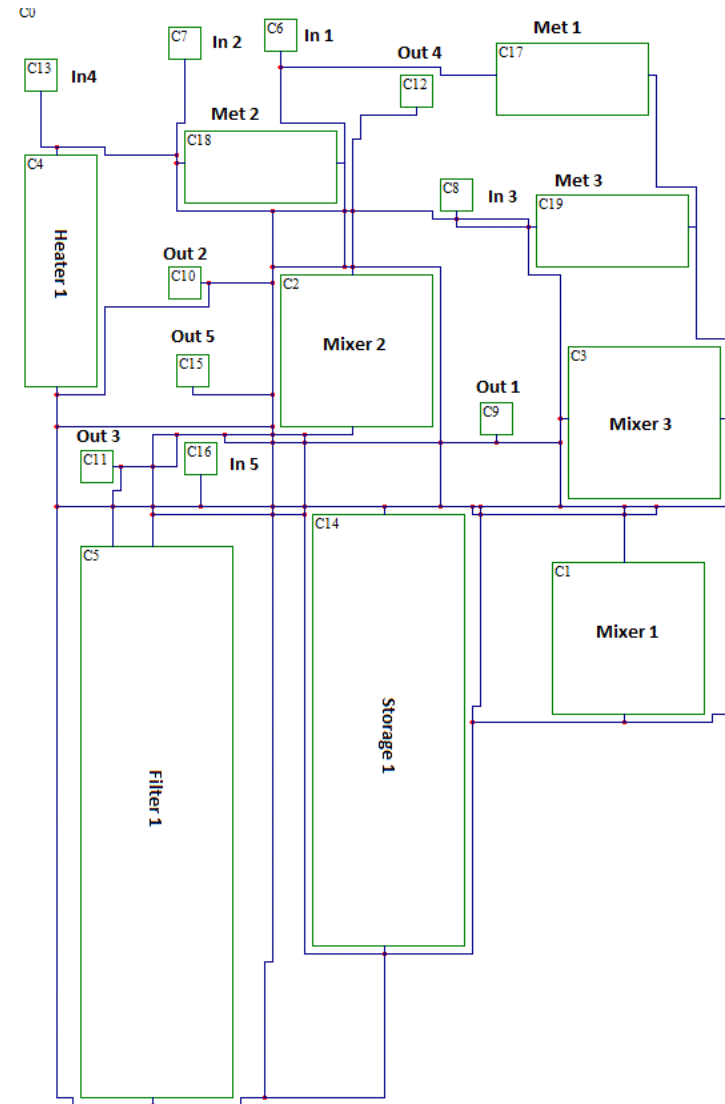 C0
C7
In 2
C6
In 1
Met 1
C17
C13
In4
Out 4
C12
Met 2
C18
C4
Heater 1
C8
In 3
Met 3
C19
Out 2
C10
C2
Mixer 2
Out 5
C15
C3
Mixer 3
Out 1
C9
Out 3
C11
C16
In 5
C14
Storage 1
C5
Filter 1
C1
Mixer 1